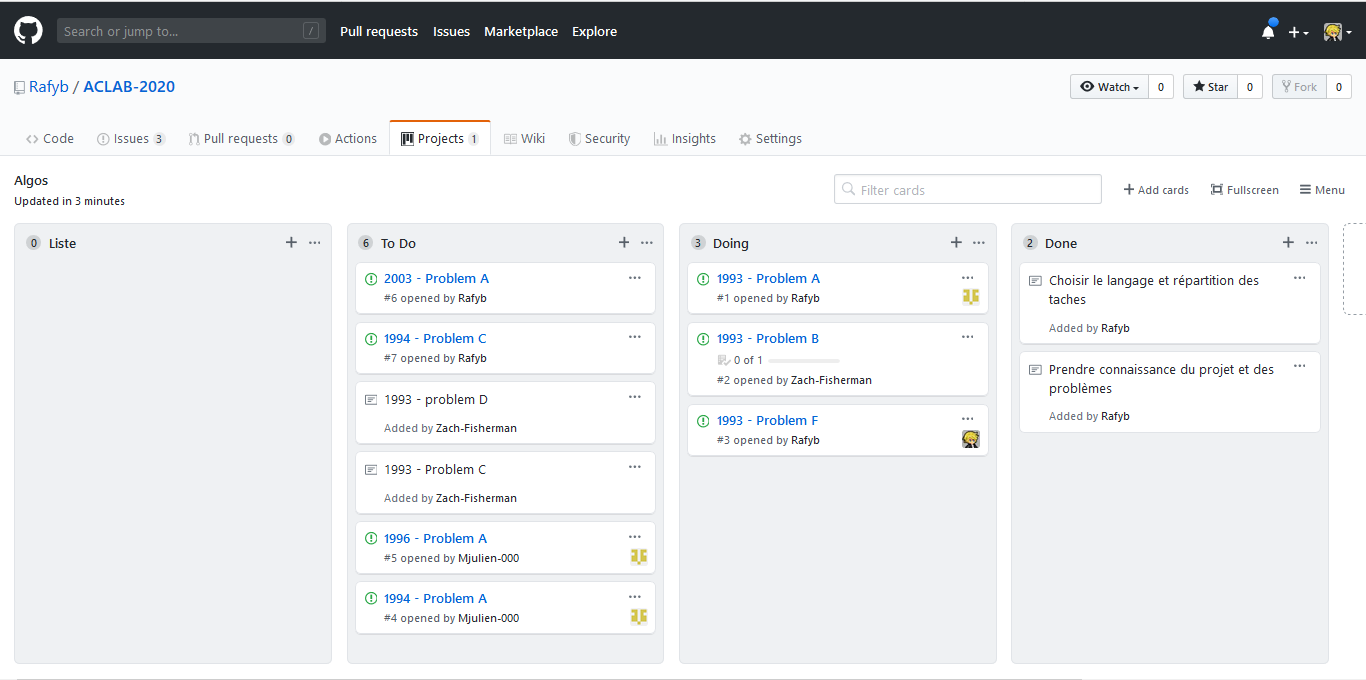 Search or jump to... /
Pull requests Issues Marketplace Explore
Rafyb / ACLAB-2020
Watch 0 Star 0 Fork 0
Code Issues 3 Pull requests 0 Actions Projects 1 Wiki Security Insights Settings
Algos
Updated in 3 minutes
Filter cards
Add cards Fullscreen Menu
0 Liste
6 To Do
2003 - Problem A
#6 opened by Rafyb
1994 - Problem C
#7 opened by Rafyb
1993 - problem D
Added by Zach-Fisherman
1993 - Problem C
Added by Zach-Fisherman
1996 - Problem A
#5 opened by Mjulien-000
1994 - Problem A
#4 opened by Mjulien-000
3 Doing
1993 - Problem A
#1 opened by Rafyb
1993 - Problem B
0 of 1
#2 opened by Zach-Fisherman
1993 - Problem F
#3 opened by Rafyb
2 Done
Choisir le langage et répartition des
taches
Added by Rafyb
Prendre connaissance du projet et des
problèmes
Added by Rafyb